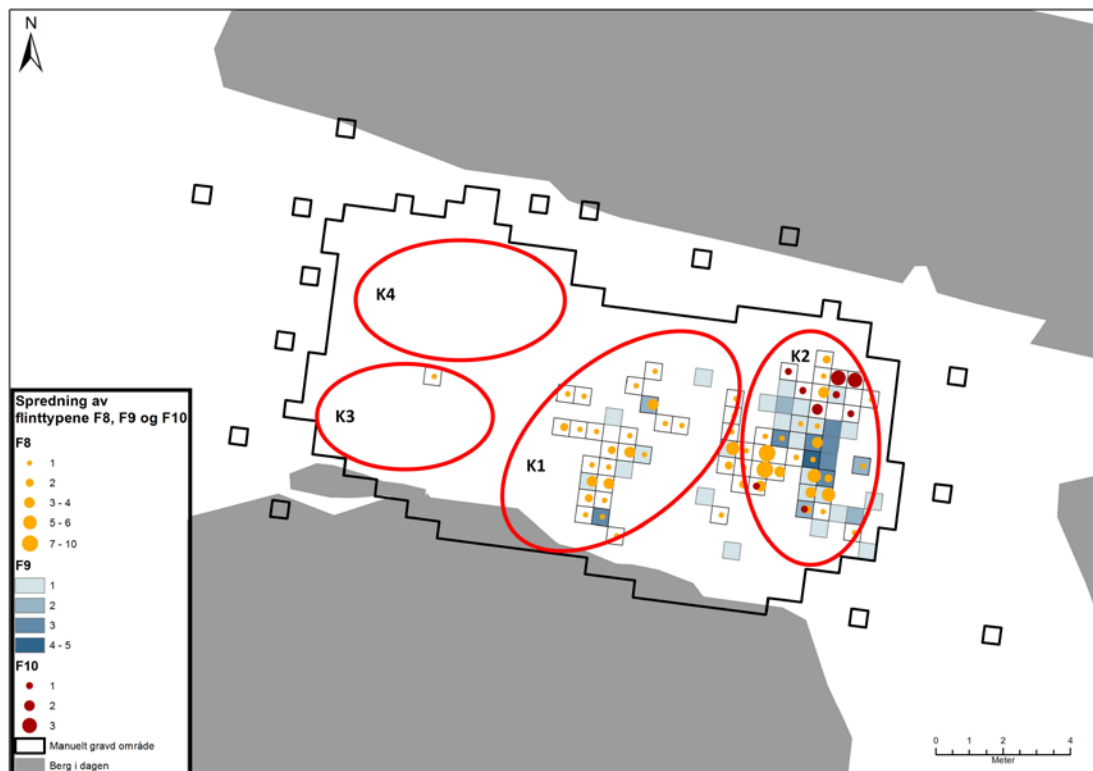 N
K4
K3
K1
K2
Spredning av
flinttypene F8, F9 og F10
F8
1
2
3 - 4
5 - 6
7 - 10
F9
1
2
3
4 - 5
F10
1
2
3
Manuelt gravd område
Berg i dagen
0 1 2 4
Meter